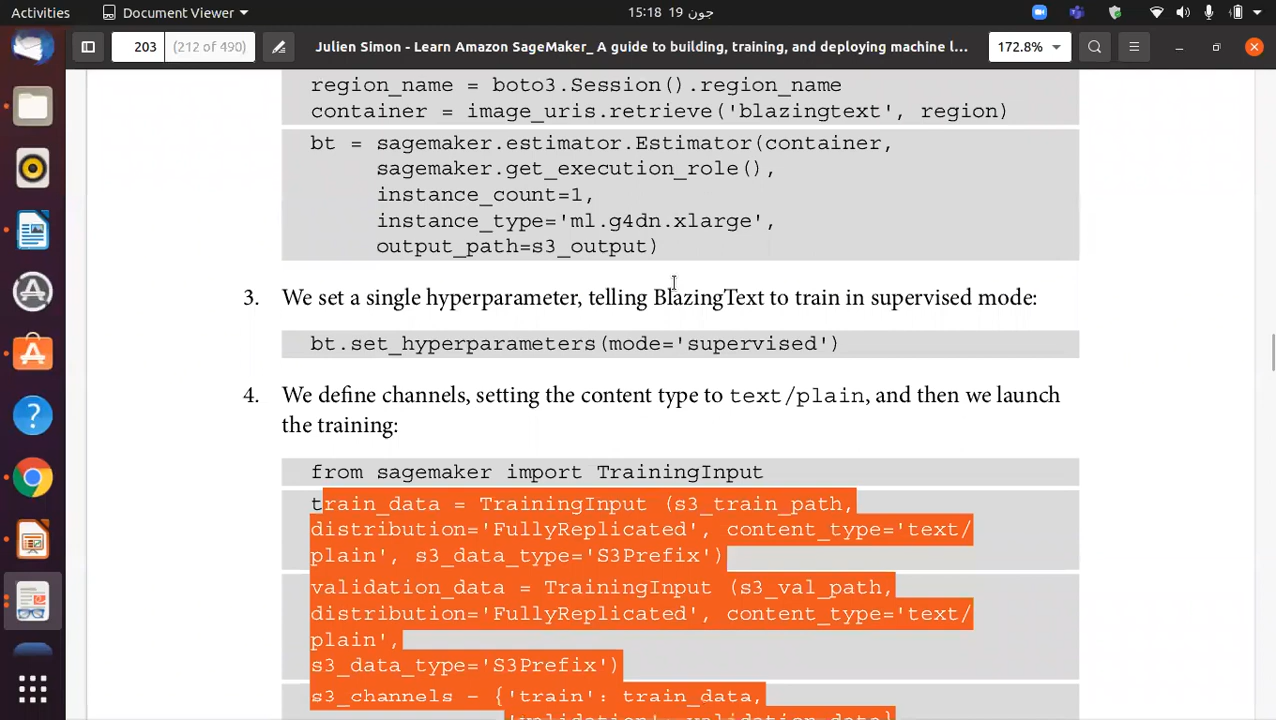 Activities
Document Viewer
15:18 19 جون
203
(212 of 490)
Julien Simon - Learn Amazon SageMaker_ A guide to building, training, and deploying machine l...
172.8%
region_name = boto3.Session().region_name
container = image_uris.retrieve('blazingtext', region)
bt = sagemaker.estimator.Estimator(container,
sagemaker.get_execution_role(),
instance_count=1,
instance_type='ml.g4dn.xlarge',
output_path=s3_output)
3. We set a single hyperparameter, telling BlazingText to train in supervised mode:
bt.set_hyperparameters(mode='supervised')
4. We define channels, setting the content type to text/plain, and then we launch
the training:
from sagemaker import TrainingInput
train_data = TrainingInput (s3_train_path,
distribution='FullyReplicated', content_type='text/
plain', s3_data_type='S3Prefix')
validation_data = TrainingInput (s3_val_path,
distribution='FullyReplicated', content_type='text/
plain',
s3_data_type='S3Prefix')
s3_channels = {'train': train_data,
'validation': validation_data}